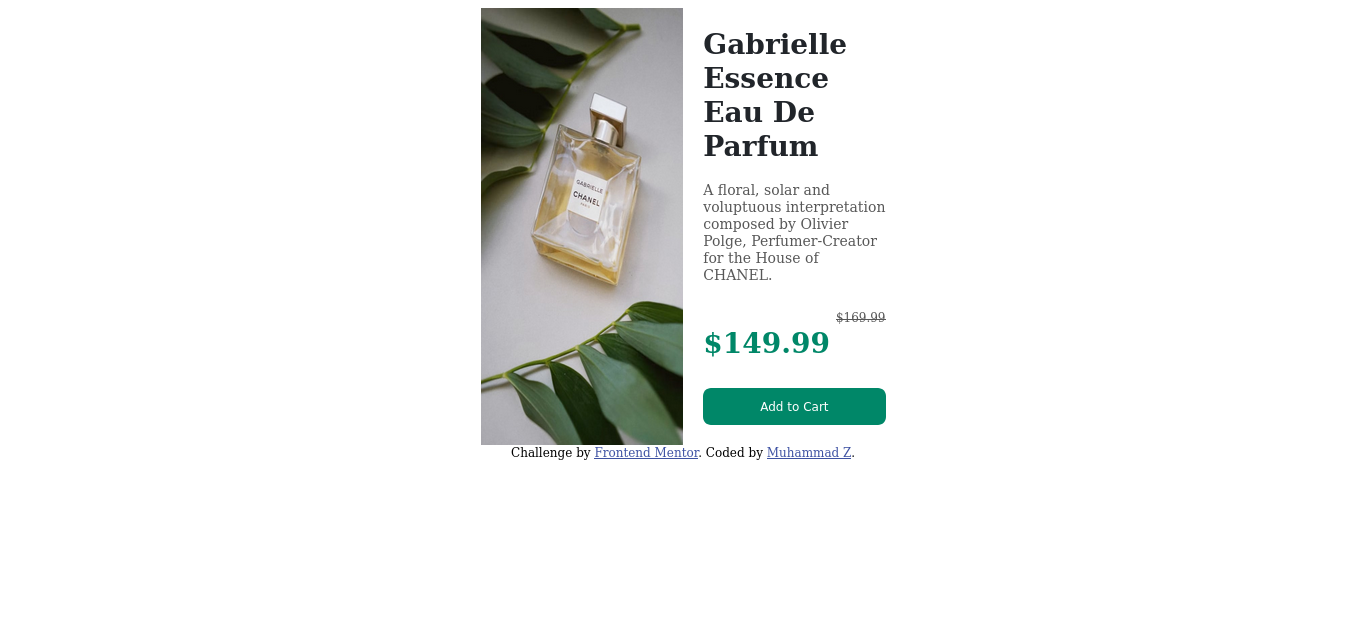 Gabrielle
Essence
Eau De
Parfum
GABRIELLE
CHANEL
PARIS
A floral, solar and
voluptuous interpretation
composed by Olivier
Polge, Perfumer-Creator
for the House of
CHANEL.
$169.99
$149.99
Add to Cart
Challenge by Frontend Mentor. Coded by Muhammad Z.